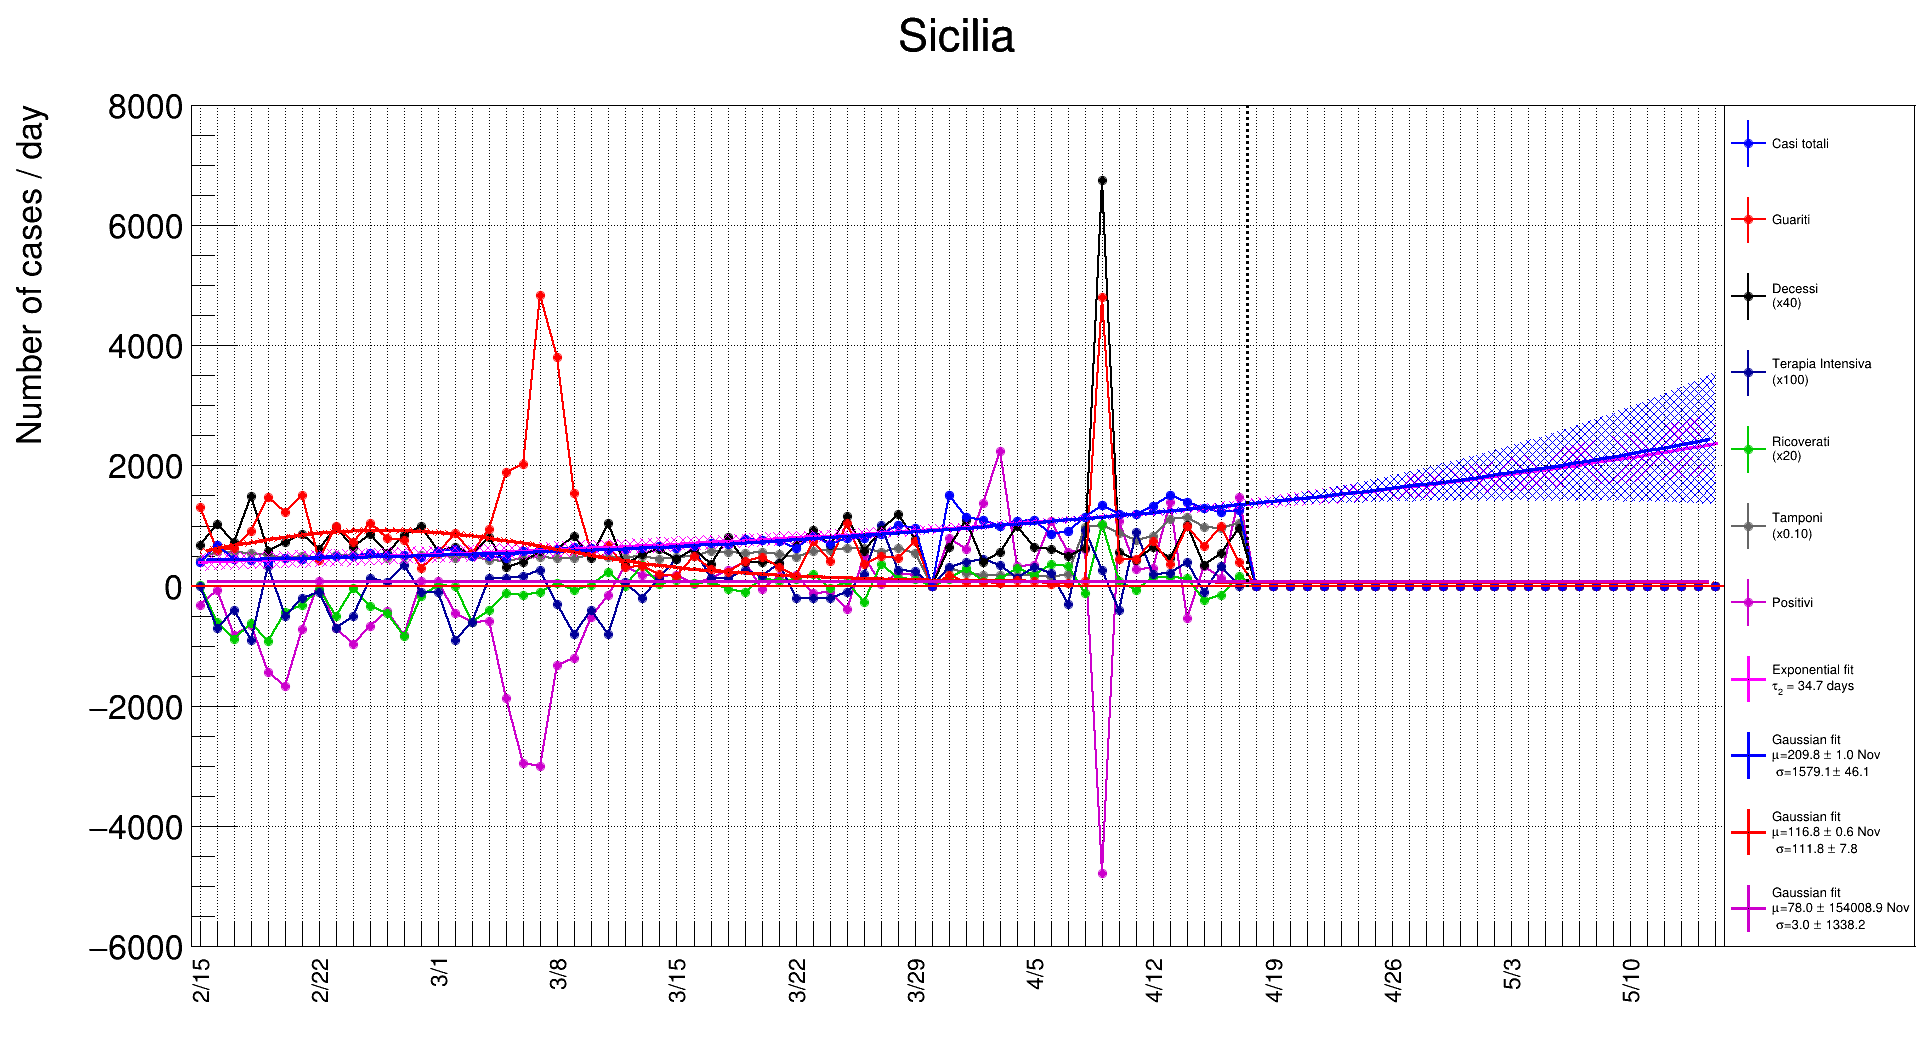 Sicilia
Number of cases / day
8000
6000
4000
2000
0
−2000
−4000
−6000
2/15
2/22
3/1
3/8
3/15
3/22
3/29
4/5
4/12
4/19
4/26
5/3
5/10
Casi totali
Guariti
Decessi
(x40)
Terapia Intensiva
(x100)
Ricoverati
(x20)
Tamponi
(x0.10)
Positivi
Exponential fit
τ2 = 34.7 days
Gaussian fit
μ=209.8 ± 1.0 Nov
σ=1579.1 ± 46.1
Gaussian fit
μ=116.8 ± 0.6 Nov
σ=111.8 ± 7.8
Gaussian fit
μ=78.0 ± 154008.9 Nov
σ=3.0 ± 1338.2